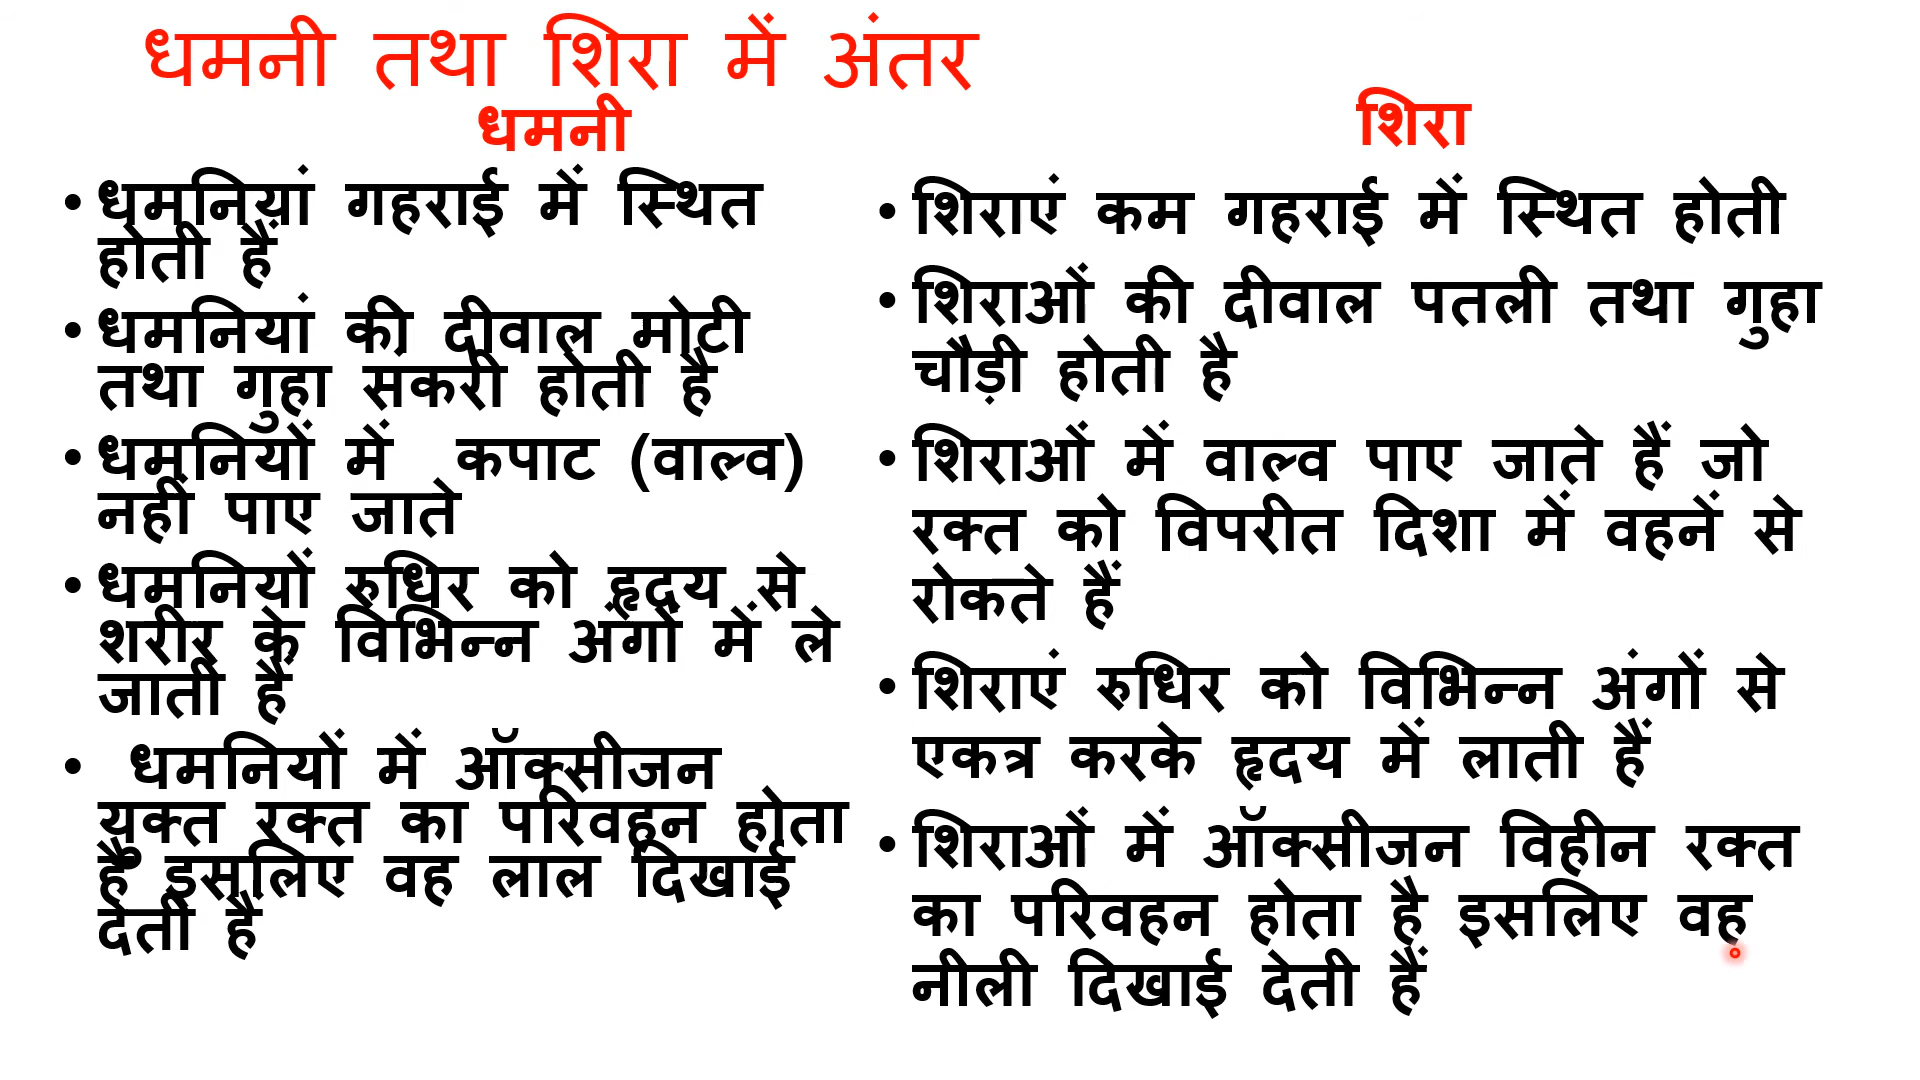 धमनी तथा शिरा में अंतर
धमनी
• धमनियां गहराई में स्थित
होती हैं
• धमनियां की दीवाल मोटी
तथा गुहा संकरी होती है
• धमनियों में कपाट (वाल्व)
नहीं पाए जाते
• धमनियों रुधिर को हृदय से
शरीर के विभिन्न अंगों में ले
जाती हैं
• धमनियों में ऑक्सीजन
युक्त रक्त का परिवहन होता
है इसलिए वह लाल दिखाई
देती हैं
शिरा
• शिराएं कम गहराई में स्थित होती
• शिराओं की दीवाल पतली तथा गुहा
चौड़ी होती है
• शिराओं में वाल्व पाए जाते हैं जो
रक्त को विपरीत दिशा में वहनें से
रोकते हैं
• शिराएं रुधिर को विभिन्न अंगों से
एकत्र करके हृदय में लाती हैं
• शिराओं में ऑक्सीजन विहीन रक्त
का परिवहन होता है इसलिए वह
नीली दिखाई देती हैं